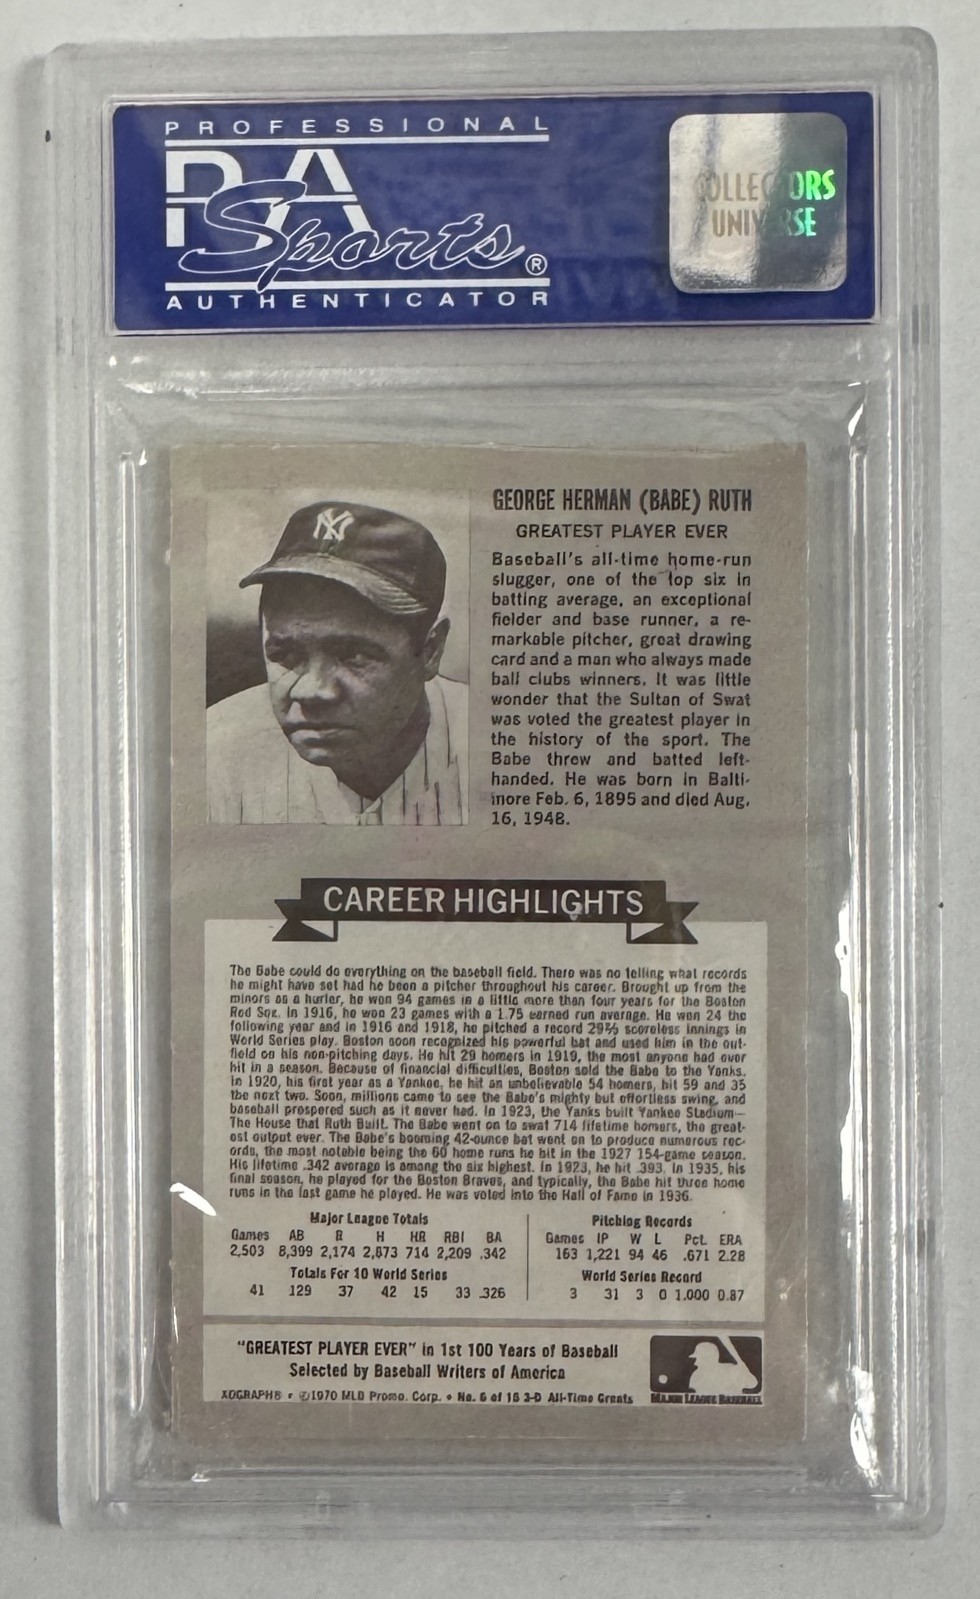 PROFESSIONAL
PSA
Sports®
AUTHENTICATOR
COLLECTORS
UNIVERSE
NY
GEORGE HERMAN (BABE) RUTH
GREATEST PLAYER EVER
Baseball's all-time home-run
slugger, one of the top six in
batting average, an exceptional
fielder and base runner, a re-
markable pitcher, great drawing
card and a man who always made
ball clubs winners. It was little
wonder that the Sultan of Swat
was voted the greatest player in
the history of the sport. The
Babe threw and batted left-
handed. He was born in Balti-
more Feb. 6, 1895 and died Aug.
16, 1948.
CAREER HIGHLIGHTS
The Babe could do everything on the baseball field. There was no telling what records
he might have set had he been a pitcher throughout his career. Brought up from the
minors as a hurler, he won 94 games in a little more than four years for the Boston
Red Sox. In 1916, he won 23 games with a 1.75 earned run average. He won 24 the
following year and in 1916 and 1918, he pitched a record 29⅔ scoreless innings in
World Series play. Boston soon recognized his powerful bat and used him in the out-
field on his non-pitching days. He hit 29 homers in 1919, the most anyone had ever
hit in a season. Because of financial difficulties, Boston sold the Babe to the Yanks.
In 1920, his first year as a Yankee, he hit an unbelievable 54 homers, hit 59 and 35
the next two. Soon, millions came to see the Babe's mighty but effortless swing, and
baseball prospered such as it never had. In 1923, the Yanks built Yankee Stadium—
The House that Ruth Built. The Babe went on to swat 714 lifetime homers, the great-
est output ever. The Babe's booming 42-ounce bat went on to produce numerous rec-
ords, the most notable being the 60 home runs he hit in the 1927 154-game season.
His lifetime .342 average is among the six highest. In 1923, he hit .393. In 1935, his
final season, he played for the Boston Braves, and typically, the Babe hit three home
runs in the last game he played. He was voted into the Hall of Fame in 1936.
Major League Totals
Games AB R H HR RBI BA
2,503 8,399 2,174 2,873 714 2,209 .342
Totals For 10 World Series
41 129 37 42 15 33 .326
Pitching Records
Games IP W L Pct. ERA
163 1,221 94 46 .671 2.28
World Series Record
3 31 3 0 1.000 0.87
"GREATEST PLAYER EVER" in 1st 100 Years of Baseball
Selected by Baseball Writers of America
XOGRAPH® • ©1970 MLB Promo. Corp. • No. 6 of 15 3-D All-Time Greats
MAJOR LEAGUE BASEBALL